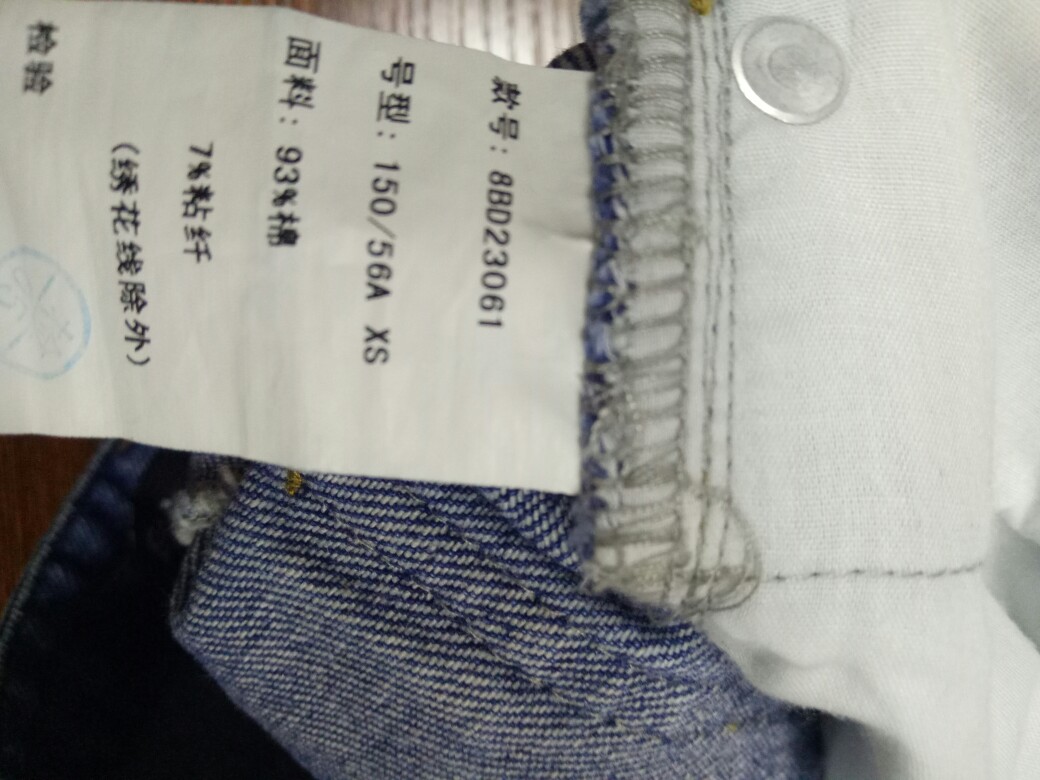 款号: 8BD23061
号型: 150/56A XS
面料: 93%棉
7%粘纤
(绣花线除外)
检验